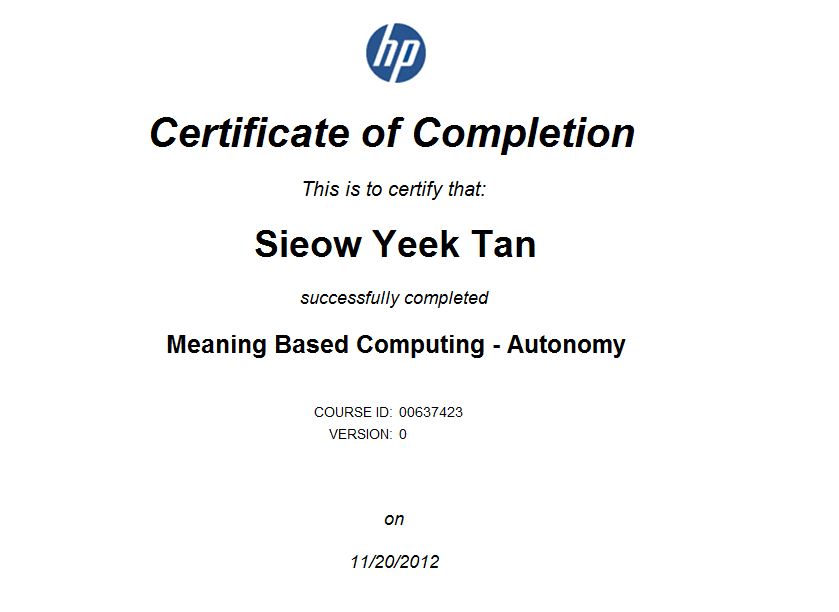 hp
Certificate of Completion
This is to certify that:
Sieow Yeek Tan
successfully completed
Meaning Based Computing - Autonomy
COURSE ID: 00637423
VERSION: 0
on
11/20/2012